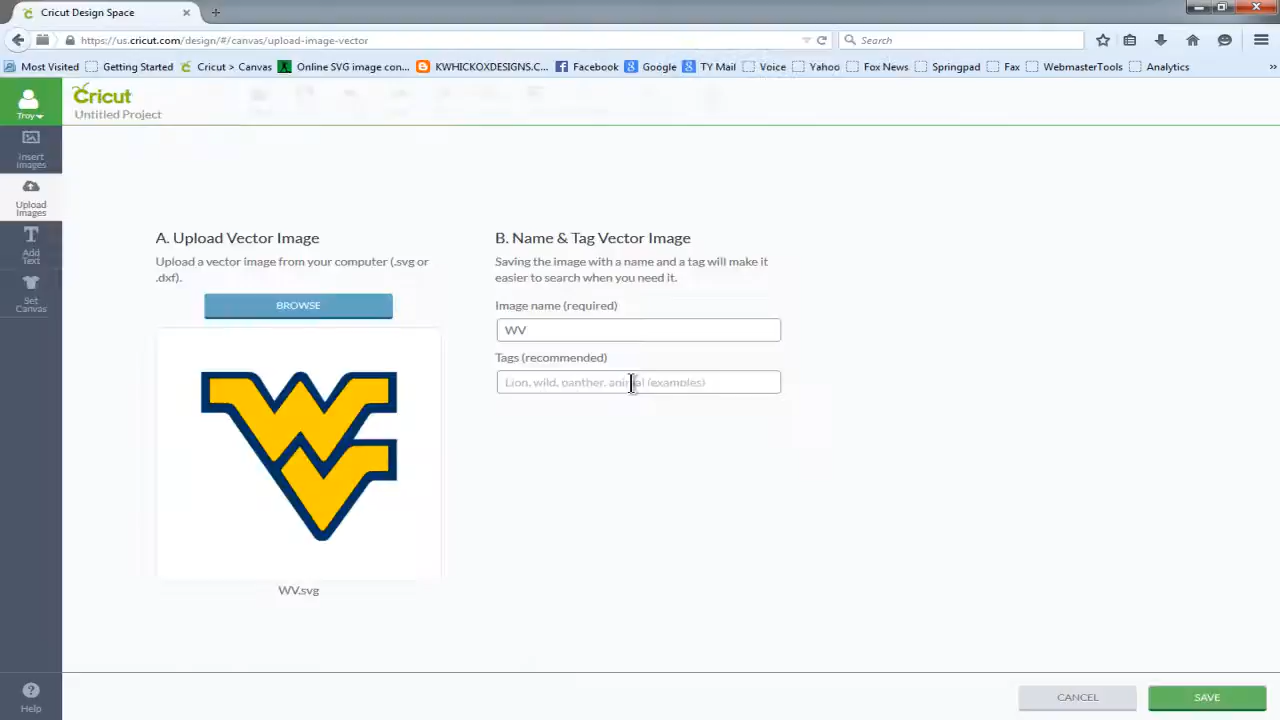 Cricut Design Space
https://us.cricut.com/design/#/canvas/upload-image-vector
Search
Most Visited Getting Started Cricut > Canvas Online SVG image con... KWHICKOXDESIGNS.C... Facebook Google TY Mail Voice Yahoo Fox News Springpad Fax WebmasterTools Analytics »
Troy
Cricut
Untitled Project
Insert
Images
Upload
Images
Add
Text
Set
Canvas
A. Upload Vector Image
Upload a vector image from your computer (.svg or
.dxf).
BROWSE
WV
WV.svg
B. Name & Tag Vector Image
Saving the image with a name and a tag will make it
easier to search when you need it.
Image name (required)
WV
Tags (recommended)
Lion, wild, panther, animal (examples)
Help
CANCEL
SAVE